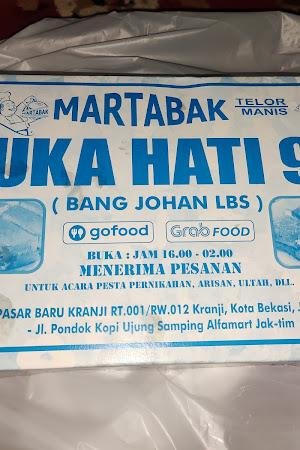 MARTABAK TELOR MANIS
UKA HATI 9
( BANG JOHAN LBS )
gofood Grab FOOD
BUKA : JAM 16.00 - 02.00
MENERIMA PESANAN
UNTUK ACARA PESTA PERNIKAHAN, ARISAN, ULTAH, DLL..
PASAR BARU KRANJI RT.001/RW.012 Kranji, Kota Bekasi, J
- Jl. Pondok Kopi Ujung Samping Alfamart Jak-tim